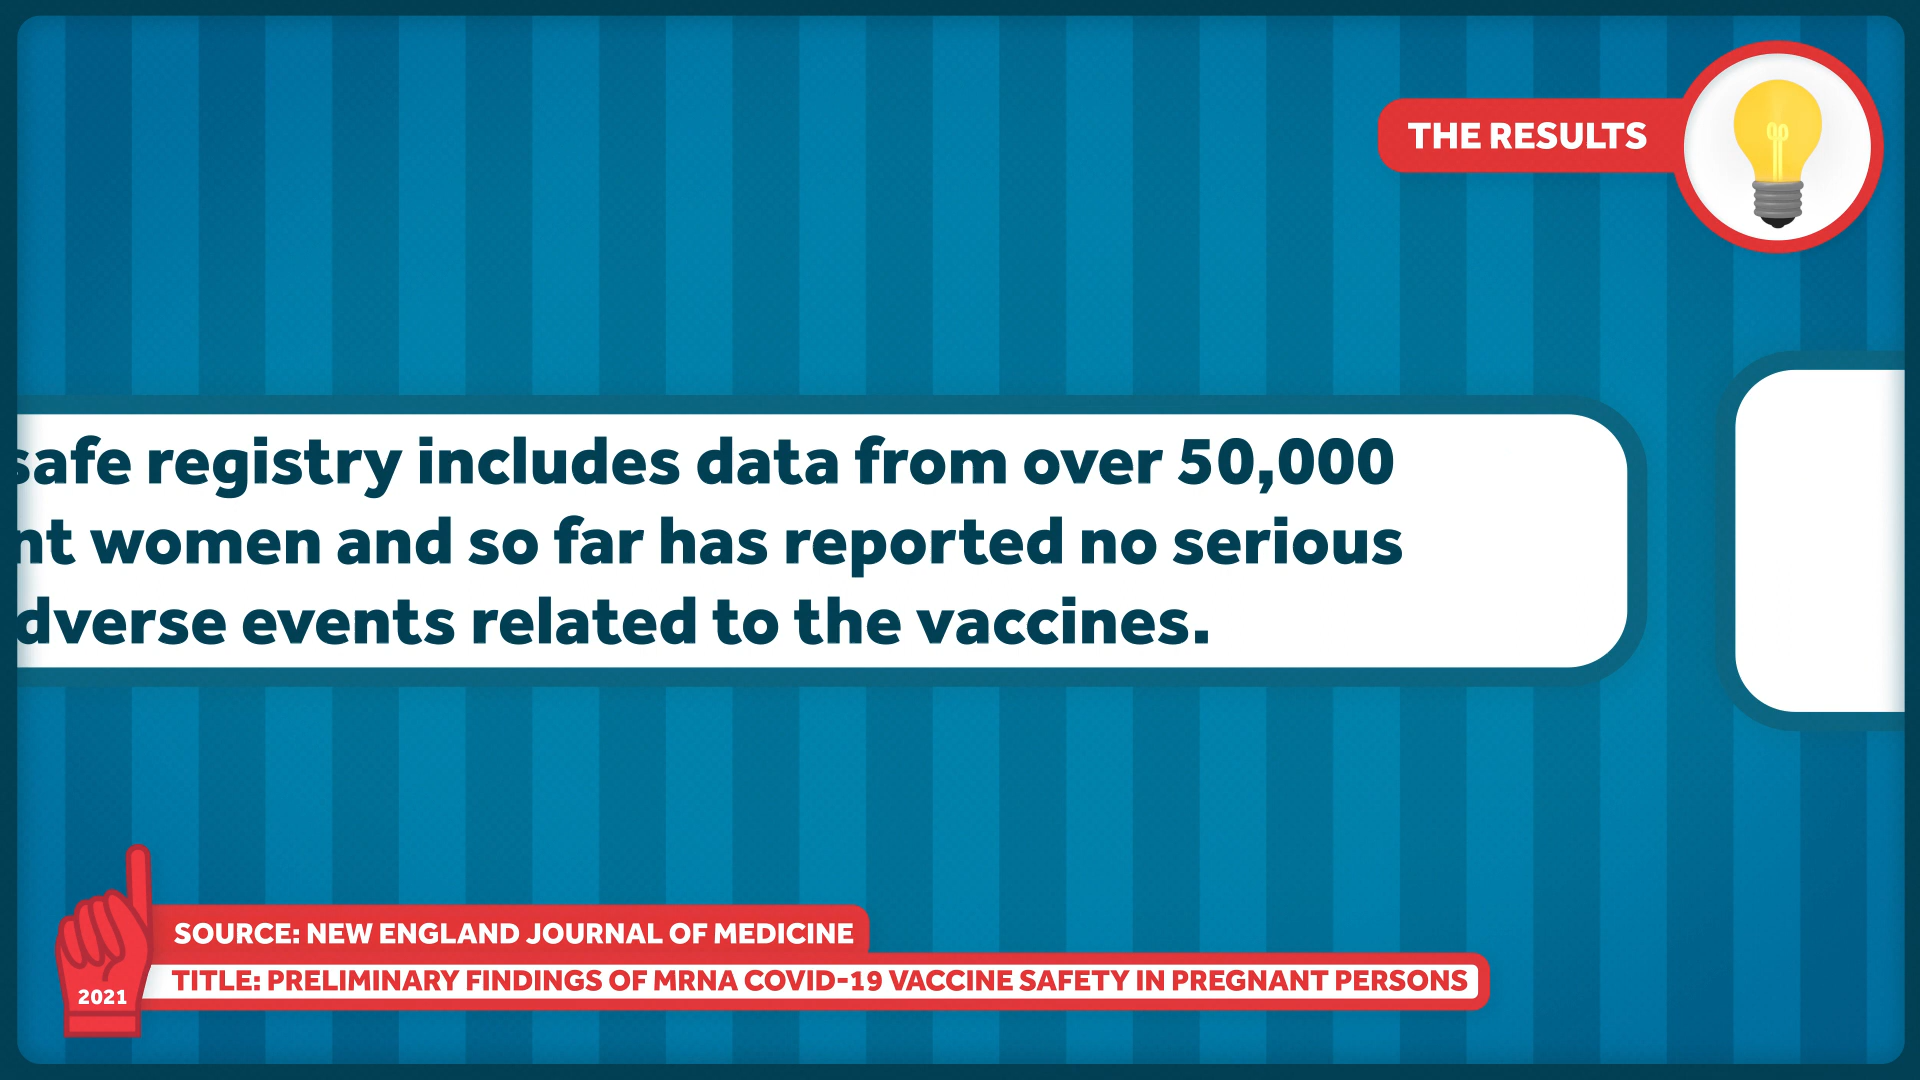 THE RESULTS
safe registry includes data from over 50,000
nt women and so far has reported no serious
dverse events related to the vaccines.
SOURCE: NEW ENGLAND JOURNAL OF MEDICINE
TITLE: PRELIMINARY FINDINGS OF MRNA COVID-19 VACCINE SAFETY IN PREGNANT PERSONS
2021